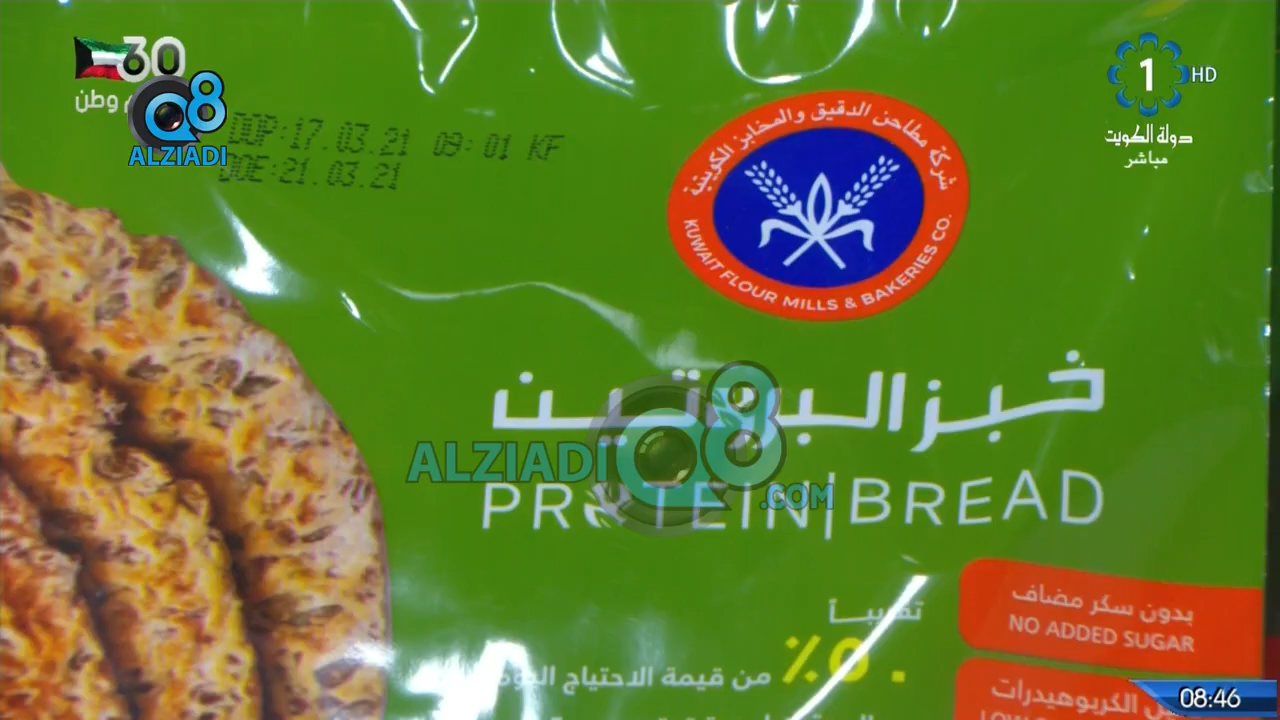 30
وطن
Q8
ALZIADI
DOP:17.03.21 09:01 KF
DOE:21.03.21
1 HD
دولة الكويت
مباشر
شركة مطاحن الدقيق والمخابز الكويتية
KUWAIT FLOUR MILLS & BAKERIES CO.
خبز البروتين
ALZIADIQ8.COM
PROTEIN|BREAD
بدون سكر مضاف
NO ADDED SUGAR
تقريباً
٥٠٪ من قيمة الاحتياج
الكربوهيدرات
08:46